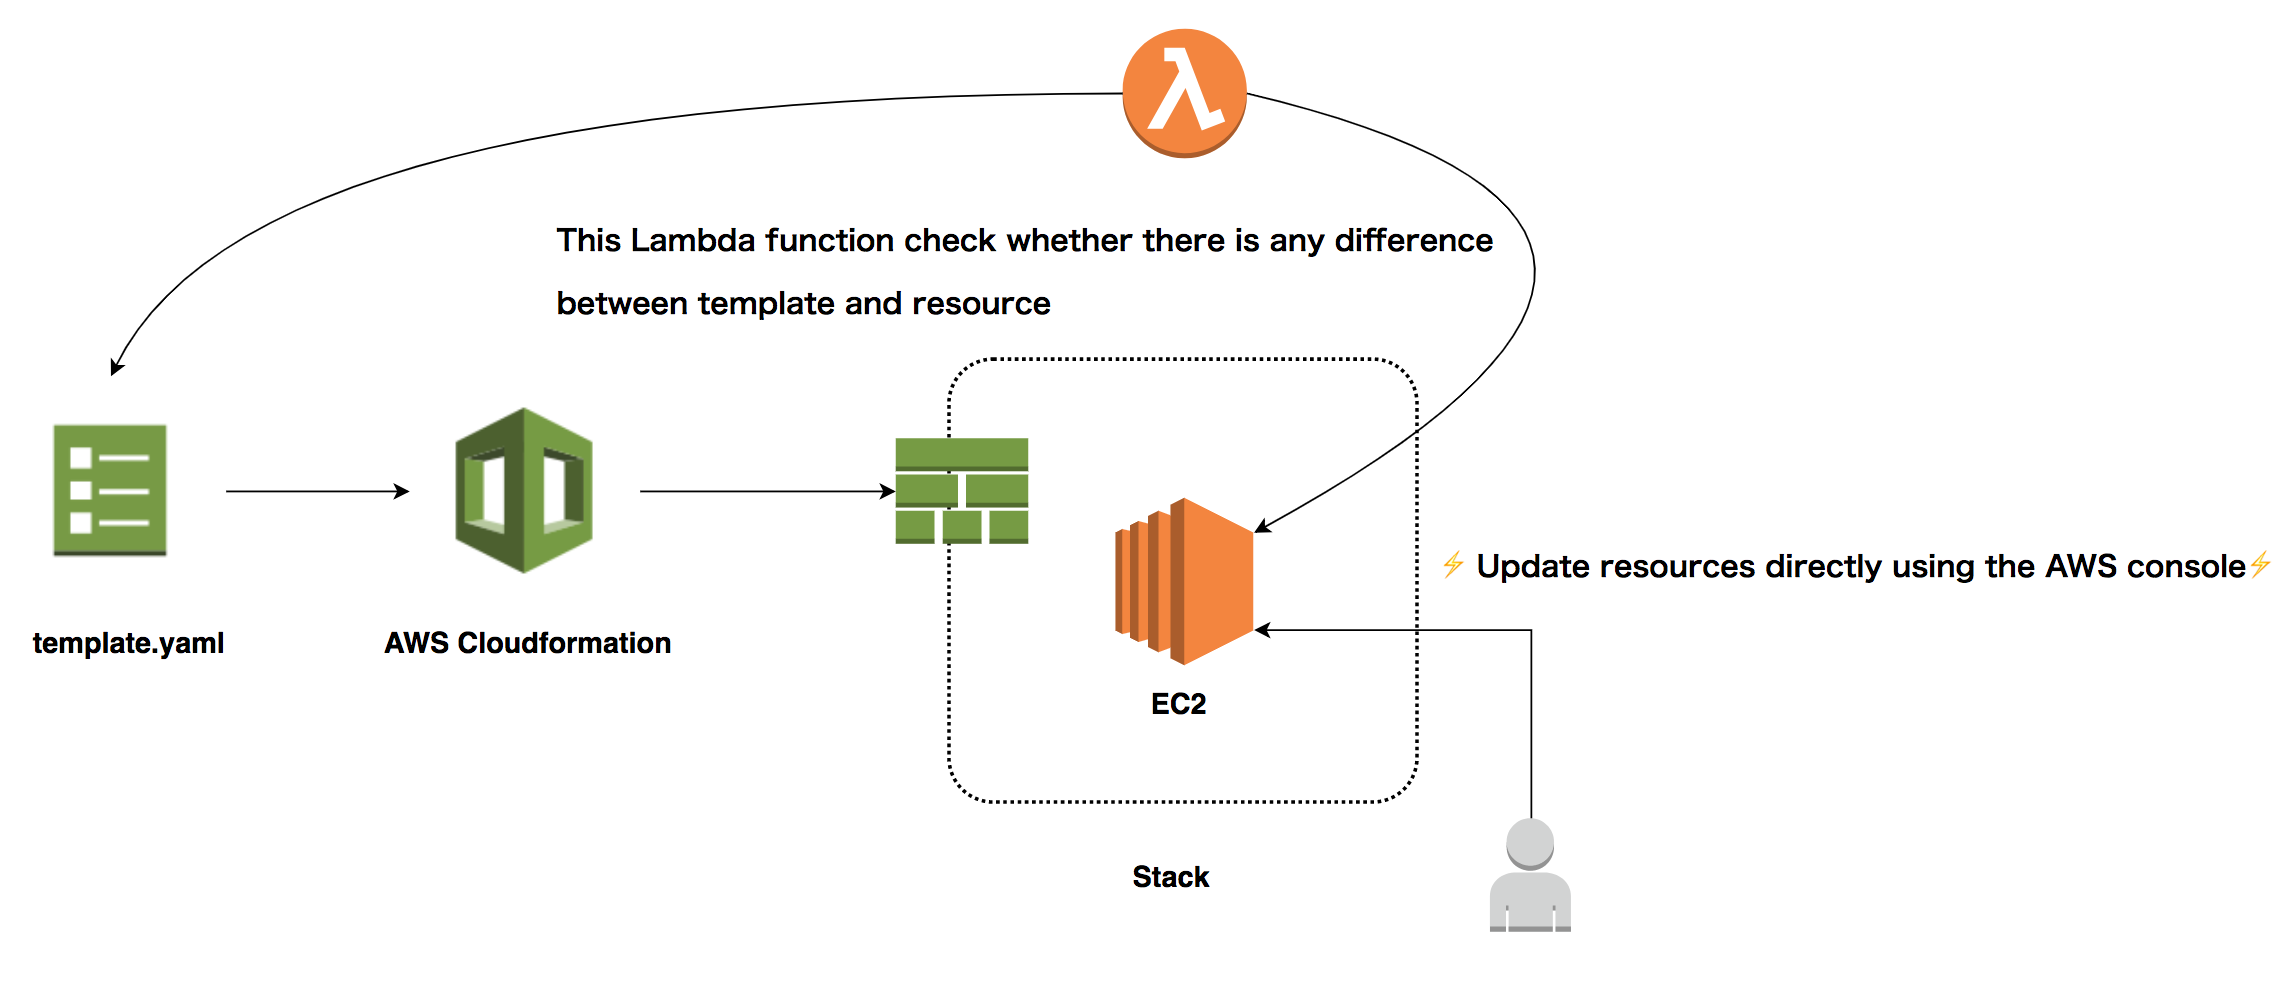 This Lambda function check whether there is any difference
between template and resource
⚡ Update resources directly using the AWS console⚡
template.yaml
AWS Cloudformation
EC2
Stack